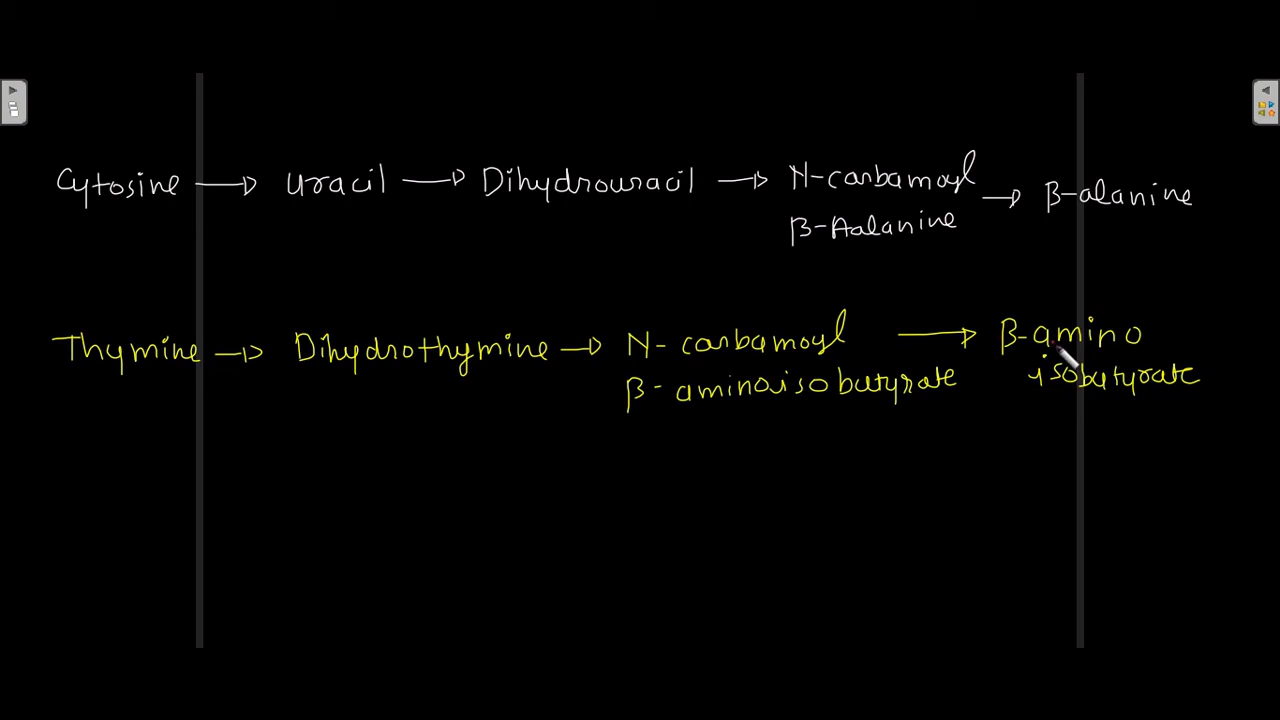 Cytosine → Uracil → Dihydrouracil → N-carbamoyl → β-alanine
β-Aalanine
Thymine → Dihydrothymine → N-carbamoyl → β-amino
β-aminoisobutyrate isobutyrate